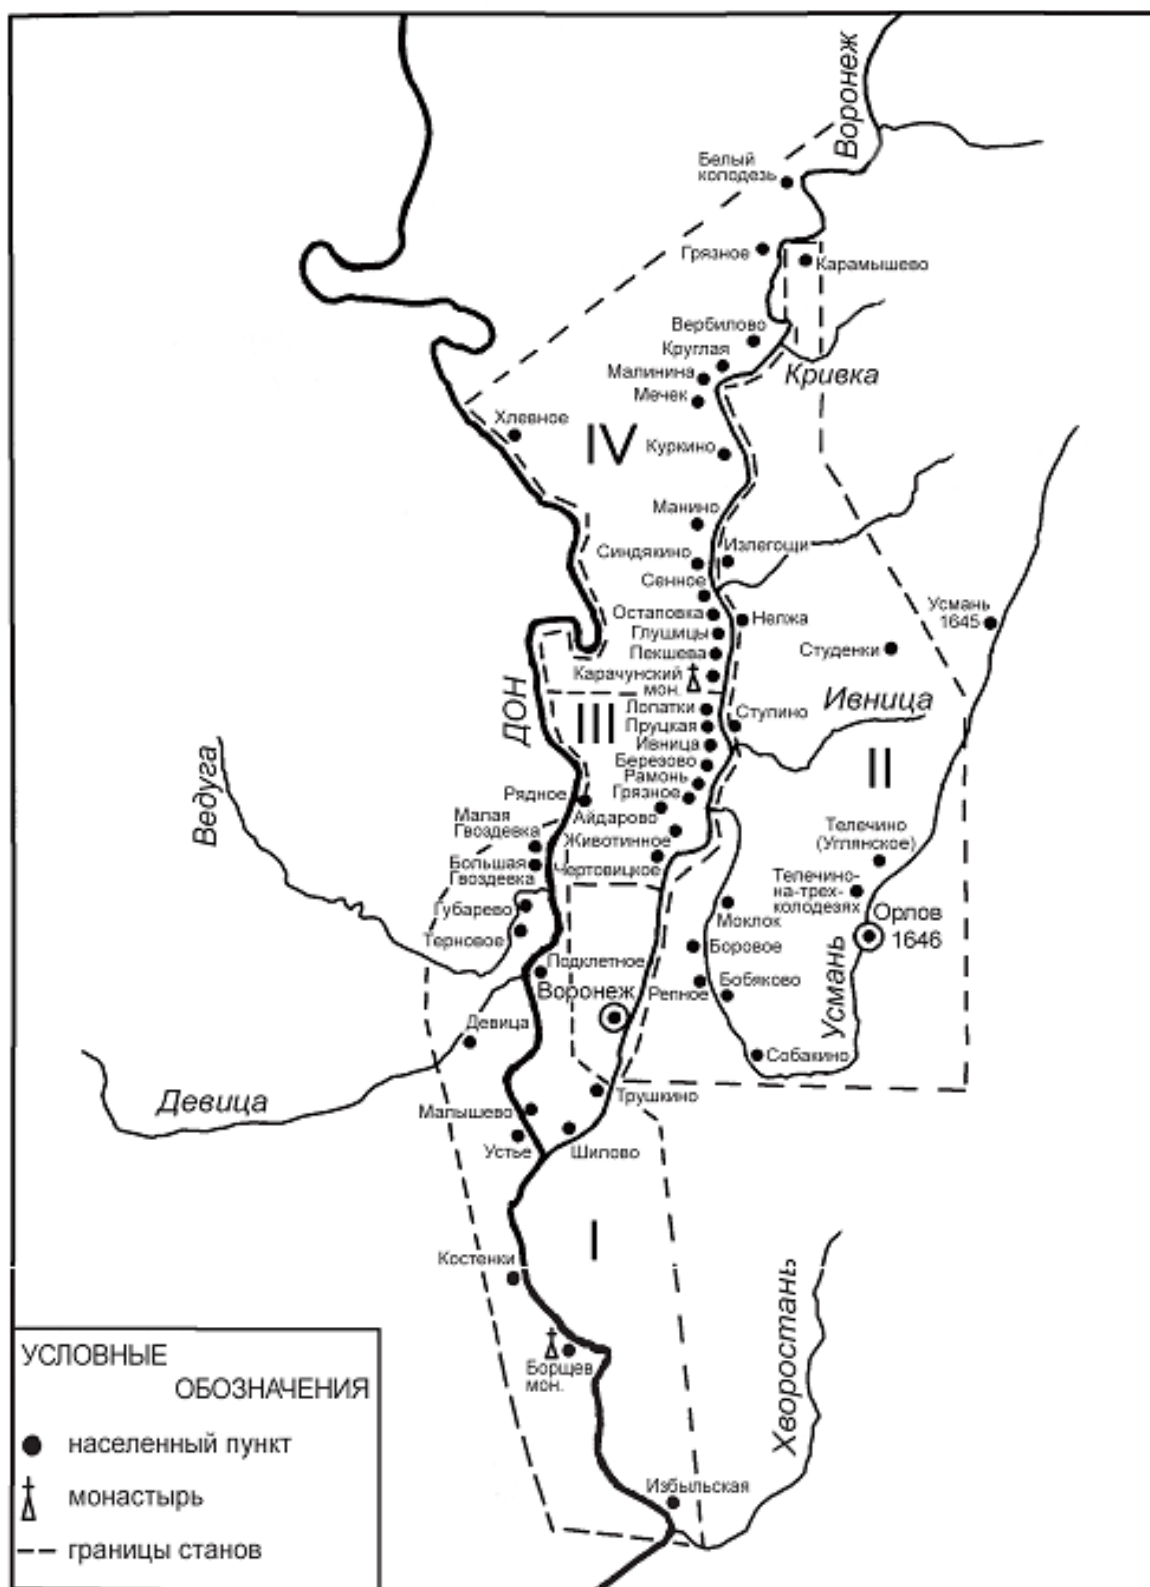 Воронеж
Белый
колодезь
Грязное
Карамышево
Вербилово
Круглая
Малинина
Мечек
Кривка
Хлевное
IV
Куркино
Манино
Излегощи
Синдякино
Сенное
Остаповка
Нелжа
Усмань
1645
Глушицы
Пекшева
Студенки
Карачунский
мон.
ДОН
Ивница
Лопатки
III
Пруцкая
Ступино
Ивница
Березово
II
Рамонь
Ведуга
Рядное
Грязное
Айдарово
Малая
Гвоздевка
Животинное
Телечино
(Углянское)
Большая
Гвоздевка
Чертовицкое
Телечино-
на-трех-
колодезях
Губарево
Моклок
Орлов
1646
Терновое
Боровое
Подклетное
Воронеж
Репное
Бобяково
Усмань
Девица
Собакино
Девица
Малышево
Трушкино
Устье
Шилово
I
Костенки
Хворостань
Борщев
мон.
Избыльская
УСЛОВНЫЕ
ОБОЗНАЧЕНИЯ
населенный пункт
монастырь
границы станов